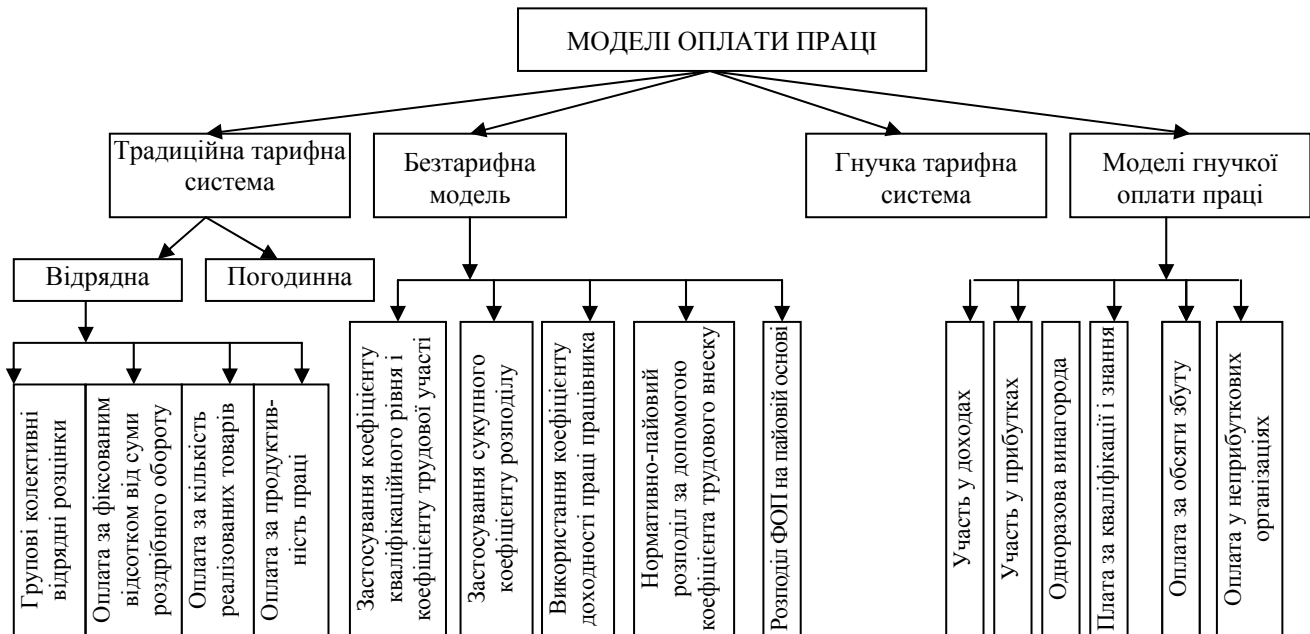 МОДЕЛІ ОПЛАТИ ПРАЦІ
Традиційна тарифна
система
Безтарифна
модель
Гнучка тарифна
система
Моделі гнучкої
оплати праці
Відрядна
Погодинна
Групові колективні
відрядні розцінки
Оплата за фіксованим
відсотком від суми
роздрібного обороту
Оплата за кількість
реалізованих товарів
Оплата за продуктив-
ність праці
Застосування коефіцієнту
кваліфікаційного рівня і
коефіцієнту трудової участі
Застосування сукупного
коефіцієнту розподілу
Використання коефіцієнту
доходності праці працівника
Нормативно-пайовий
розподіл за допомогою
коефіцієнта трудового внеску
Розподіл ФОП на пайовій основі
Участь у доходах
Участь у прибутках
Одноразова винагорода
Плата за кваліфікації і знання
Оплата за обсяги збуту
Оплата у неприбуткових
організаціях